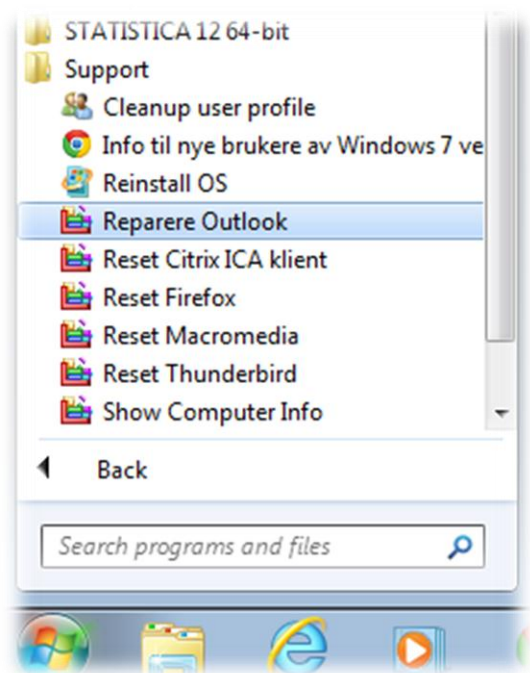 STATISTICA 12 64-bit
Support
Cleanup user profile
Info til nye brukere av Windows 7 ve
Reinstall OS
Reparere Outlook
Reset Citrix ICA klient
Reset Firefox
Reset Macromedia
Reset Thunderbird
Show Computer Info
Back
Search programs and files